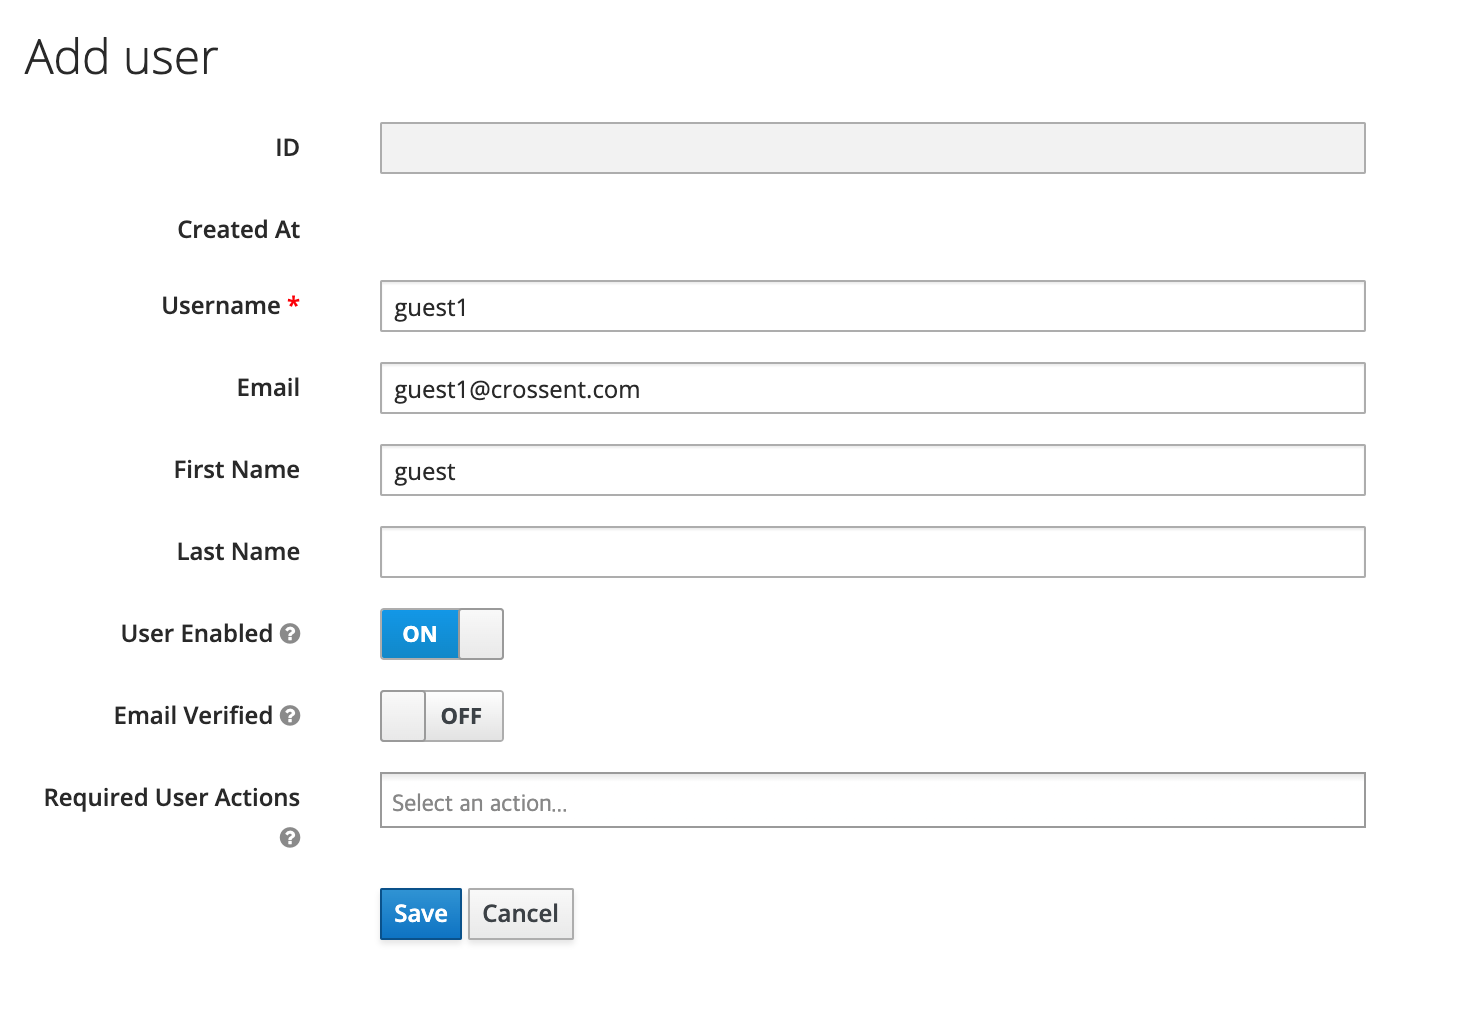 Add user
ID
Created At
Username *
guest1
Email
guest1@crossent.com
First Name
guest
Last Name
User Enabled ?
ON
Email Verified ?
OFF
Required User Actions
?
Select an action...
Save Cancel